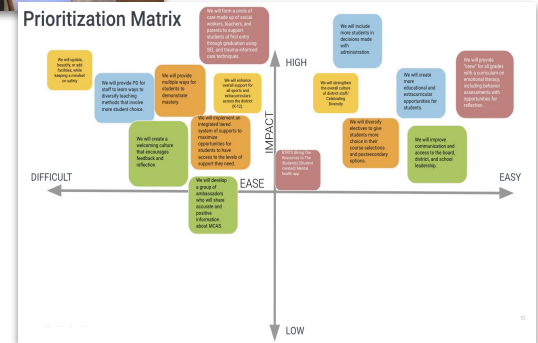 Prioritization Matrix
We will form a circle of
care made up of social
workers, teachers, and
parents to support
students at first entry
through graduation using
SEL and trauma-informed
care techniques.
We will include
more students in
decisions made
with
administrators
HIGH
We will update,
beautify, or add
facilities, while
keeping a mindset
on safety
We will provide PD for
staff to learn ways to
diversify teaching
methods that involve
more student choice.
We will provide
multiple ways for
students to
demonstrate
mastery.
We will enhance
overall support for
all sports and
extracurriculars
across the district
(K-12).
We will strengthen
the overall culture
of district staff/
Celebrating
Diversity
We will create
more
educational and
extracurricular
opportunities for
students.
We will provide
"crew" for all grades
with a curriculum on
emotional literacy,
including behavior
assessments with
opportunities for
reflection.
We will create a
welcoming culture
that encourages
feedback and
reflection.
We will implement an
integrated tiered
system of supports to
maximize
opportunities for
students to have
access to the levels of
support they need.
IMPACT
We will diversify
electives to give
students more
choice in their
course selections
and postsecondary
options.
We will improve
communication and
access to the board,
district, and school
leadership.
Resources to The
Students (Student
created) Mental
health app
DIFFICULT
EASE
EASY
We will develop
a group of
ambassadors
who will share
accurate and
positive
information
about MCAS.
LOW